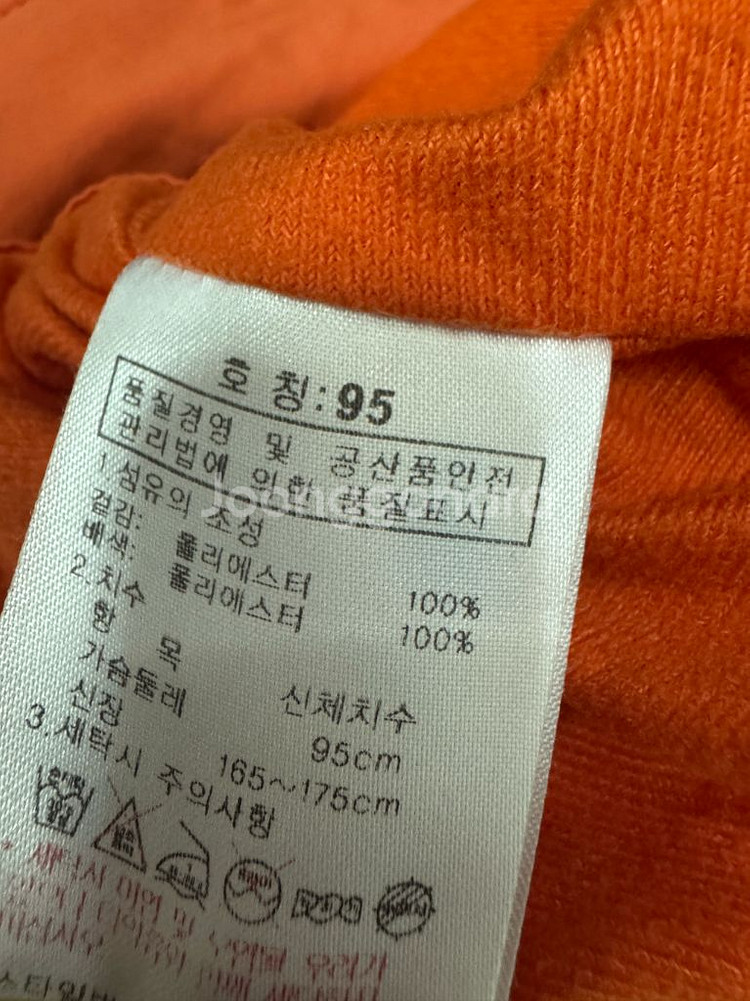 호 칭:95
품질경영 및 공산품안전
관리법에 의한 품질표시
1.섬유의 조성
겉감: 폴리에스터 100%
배색: 폴리에스터 100%
2.치수
항 목 신체치수
가슴둘레 95cm
신장 165~175cm
3.세탁시 주의사항